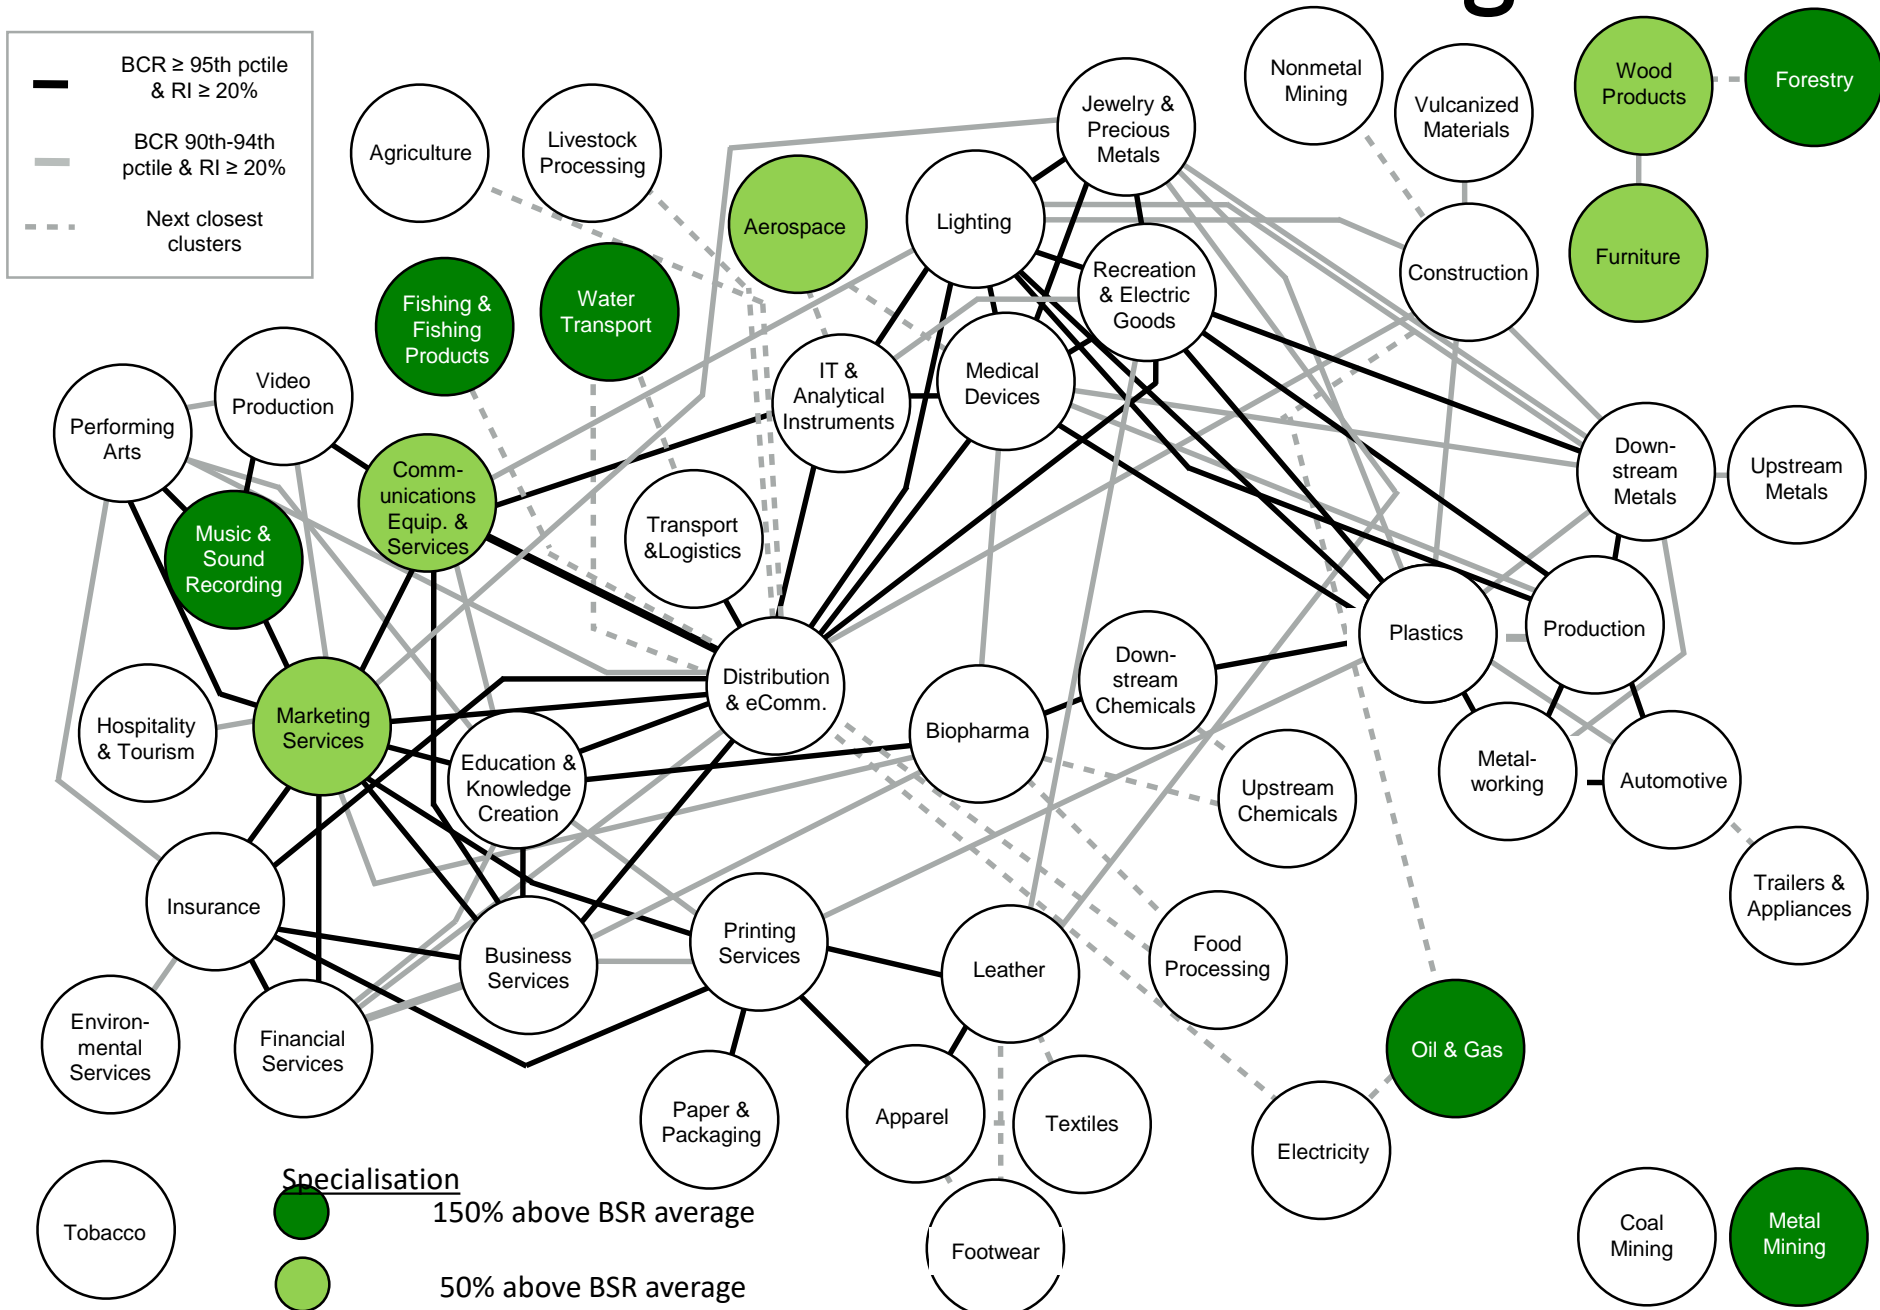 g
BCR ≥ 95th pctile
& RI ≥ 20%
BCR 90th-94th
pctile & RI ≥ 20%
Next closest
clusters
Agriculture
Livestock
Processing
Jewelry &
Precious
Metals
Nonmetal
Mining
Vulcanized
Materials
Wood
Products
Forestry
Aerospace
Lighting
Recreation
& Electric
Goods
Construction
Furniture
Fishing &
Fishing
Products
Water
Transport
Video
Production
Performing
Arts
IT &
Analytical
Instruments
Medical
Devices
Comm-
unications
Equip. &
Services
Down-
stream
Metals
Upstream
Metals
Music &
Sound
Recording
Transport
&Logistics
Plastics
Production
Distribution
& eComm.
Down-
stream
Chemicals
Hospitality
& Tourism
Marketing
Services
Education &
Knowledge
Creation
Biopharma
Upstream
Chemicals
Metal-
working
Automotive
Insurance
Business
Services
Printing
Services
Leather
Food
Processing
Trailers &
Appliances
Environ-
mental
Services
Financial
Services
Oil & Gas
Paper &
Packaging
Apparel
Textiles
Electricity
Tobacco
Specialisation
150% above BSR average
50% above BSR average
Footwear
Coal
Mining
Metal
Mining